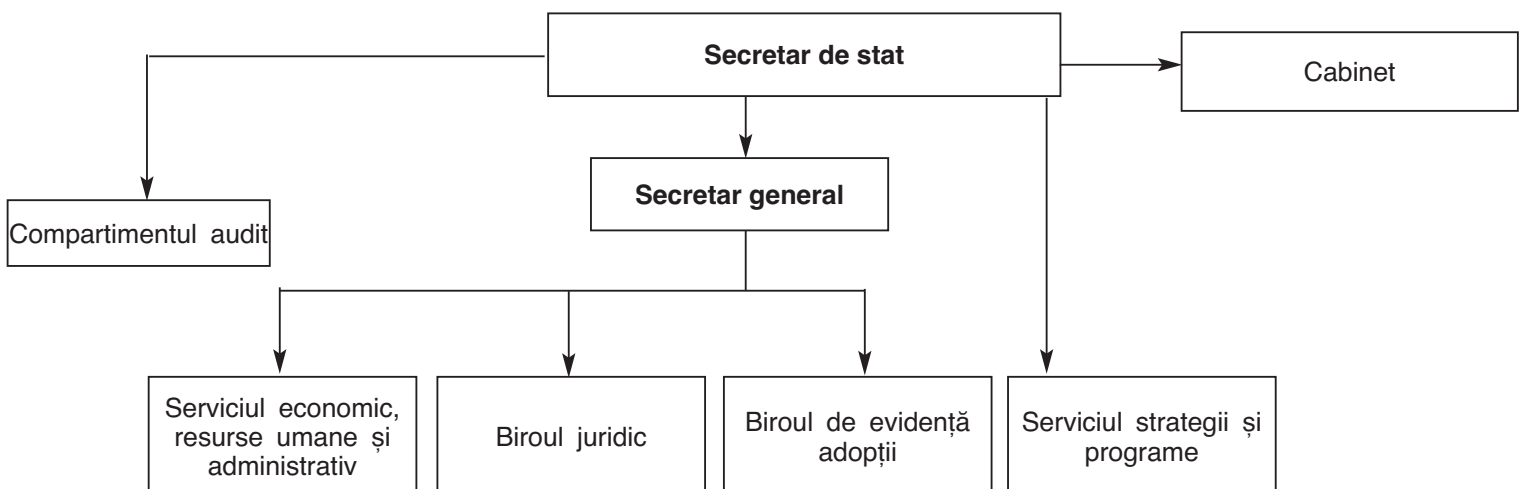 Secretar de stat
Cabinet
Secretar general
Compartimentul audit
Serviciul economic,
resurse umane și
administrativ
Biroul juridic
Biroul de evidență
adopții
Serviciul strategii și
programe